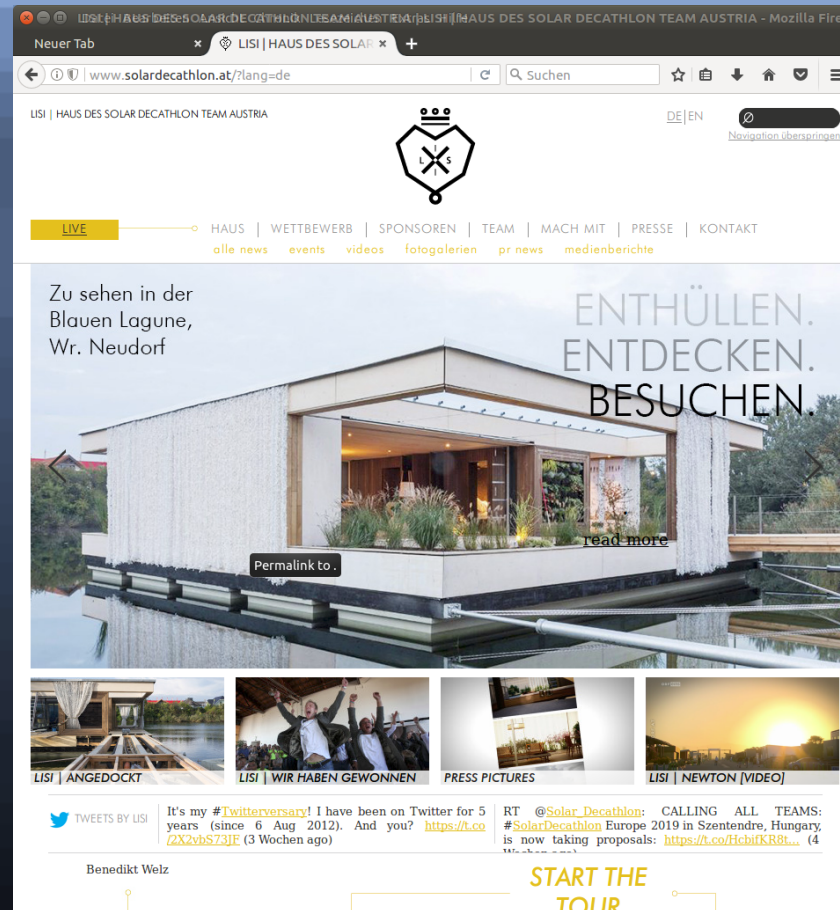 LISI | HAUS DES SOLAR DECATHLON TEAM AUSTRIA - Mozilla Fire
Neuer Tab
LISI | HAUS DES SOLAR
www.solardecathlon.at/?lang=de
Suchen
LISI | HAUS DES SOLAR DECATHLON TEAM AUSTRIA
L I S I
DE|EN
Navigation überspringen
LIVE
HAUS | WETTBEWERB | SPONSOREN | TEAM | MACH MIT | PRESSE | KONTAKT
alle news events videos fotogalerien pr news medienberichte
Zu sehen in der
Blauen Lagune,
Wr. Neudorf
ENTHÜLLEN.
ENTDECKEN.
BESUCHEN.
.
read more
Permalink to .
LISI | ANGEDOCKT
LISI | WIR HABEN GEWONNEN
PRESS PICTURES
LISI | NEWTON [VIDEO]
TWEETS BY LISI
It's my #Twitterversary! I have been on Twitter for 5
years (since 6 Aug 2012). And you? https://t.co
/2X2vbS73JF (3 Wochen ago)
RT @Solar_Decathlon: CALLING ALL TEAMS:
#SolarDecathlon Europe 2019 in Szentendre, Hungary,
is now taking proposals: https://t.co/HcbifKR8t... (4
Wochen ago)
Benedikt Welz
START THE
TOUR